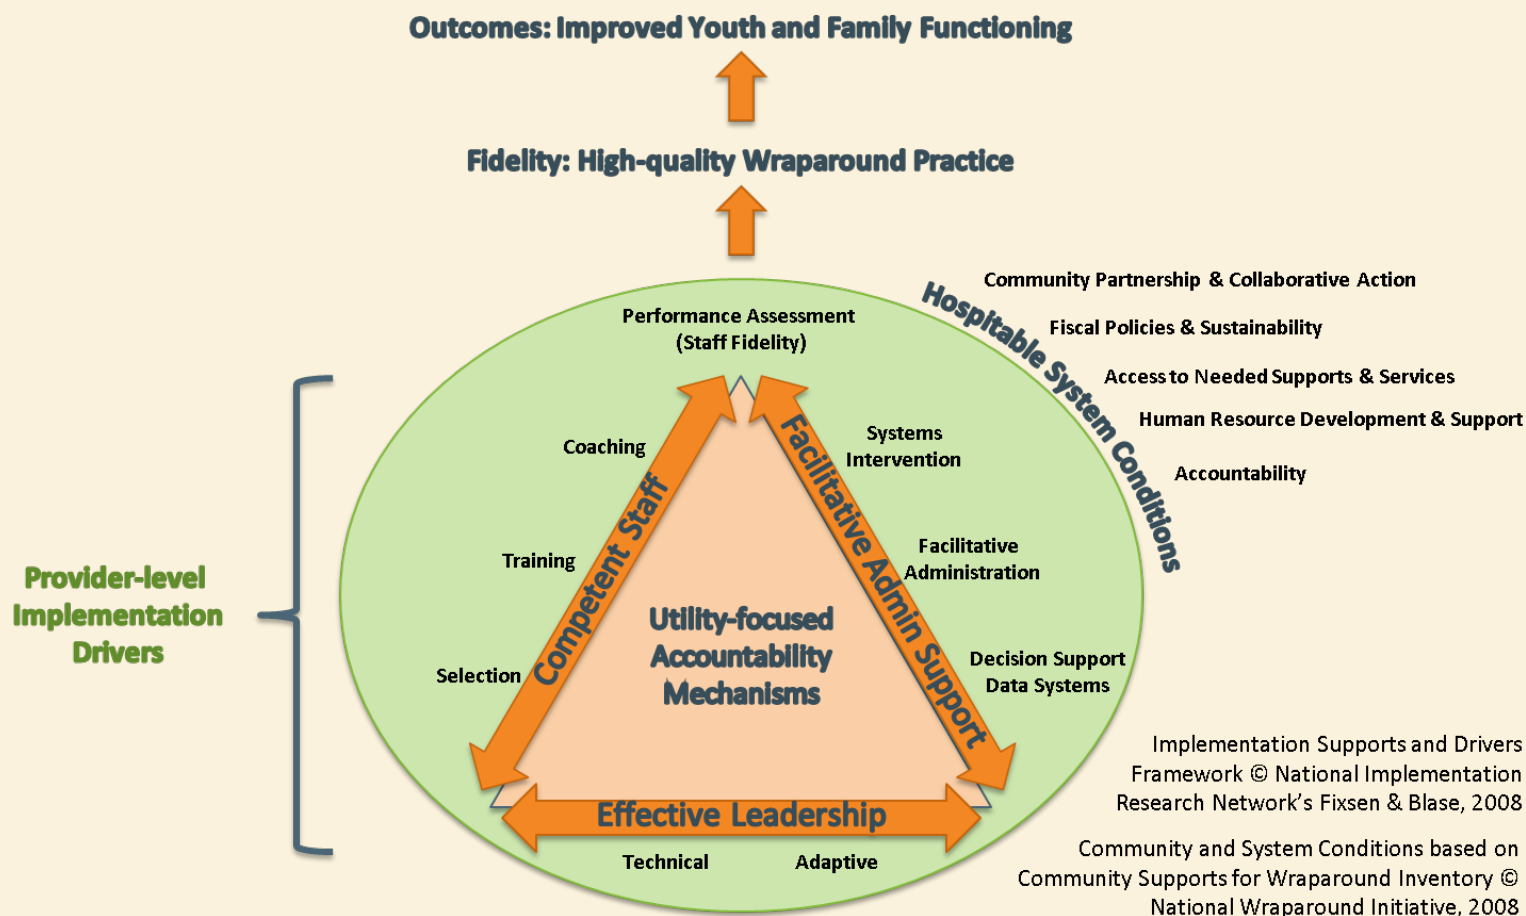 Outcomes: Improved Youth and Family Functioning
Fidelity: High-quality Wraparound Practice
Performance Assessment
(Staff Fidelity)
Hospitable System Conditions
Community Partnership & Collaborative Action
Fiscal Policies & Sustainability
Access to Needed Supports & Services
Human Resource Development & Support
Accountability
Coaching
Training
Selection
Competent Staff
Facilitative Admin Support
Systems
Intervention
Facilitative
Administration
Decision Support
Data Systems
Utility-focused
Accountability
Mechanisms
Provider-level
Implementation
Drivers
Effective Leadership
Technical
Adaptive
Implementation Supports and Drivers
Framework © National Implementation
Research Network’s Fixsen & Blase, 2008
Community and System Conditions based on
Community Supports for Wraparound Inventory ©
National Wraparound Initiative, 2008